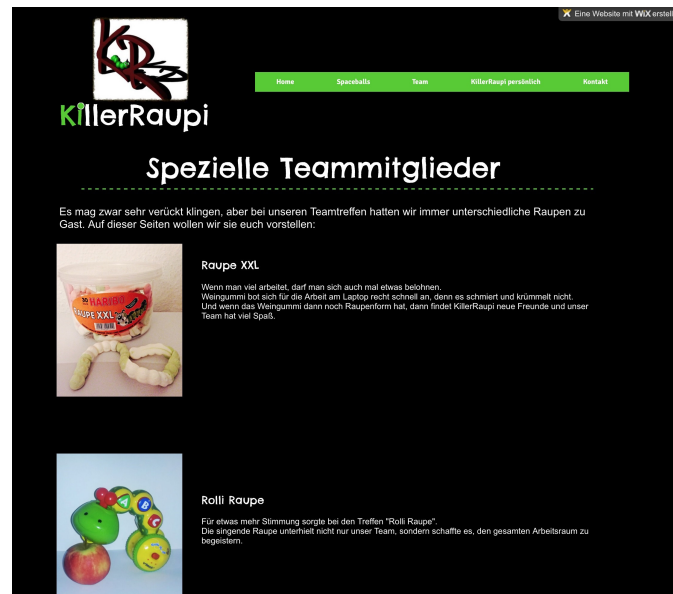 Eine Website mit WiX erstell
KillerRaupi
Home Spaceballs Team KillerRaupi persönlich Kontakt
Spezielle Teammitglieder
Es mag zwar sehr verückt klingen, aber bei unseren Teamtreffen hatten wir immer unterschiedliche Raupen zu
Gast. Auf dieser Seiten wollen wir sie euch vorstellen:
30
HARIBO
RAUPE XXL
Raupe XXL
Wenn man viel arbeitet, darf man sich auch mal etwas belohnen.
Weingummi bot sich für die Arbeit am Laptop recht schnell an, denn es schmiert und krümmelt nicht.
Und wenn das Weingummi dann noch Raupenform hat, dann findet KillerRaupi neue Freunde und unser
Team hat viel Spaß.
A B C
Rolli Raupe
Für etwas mehr Stimmung sorgte bei den Treffen "Rolli Raupe".
Die singende Raupe unterhielt nicht nur unser Team, sondern schaffte es, den gesamten Arbeitsraum zu
begeistern.